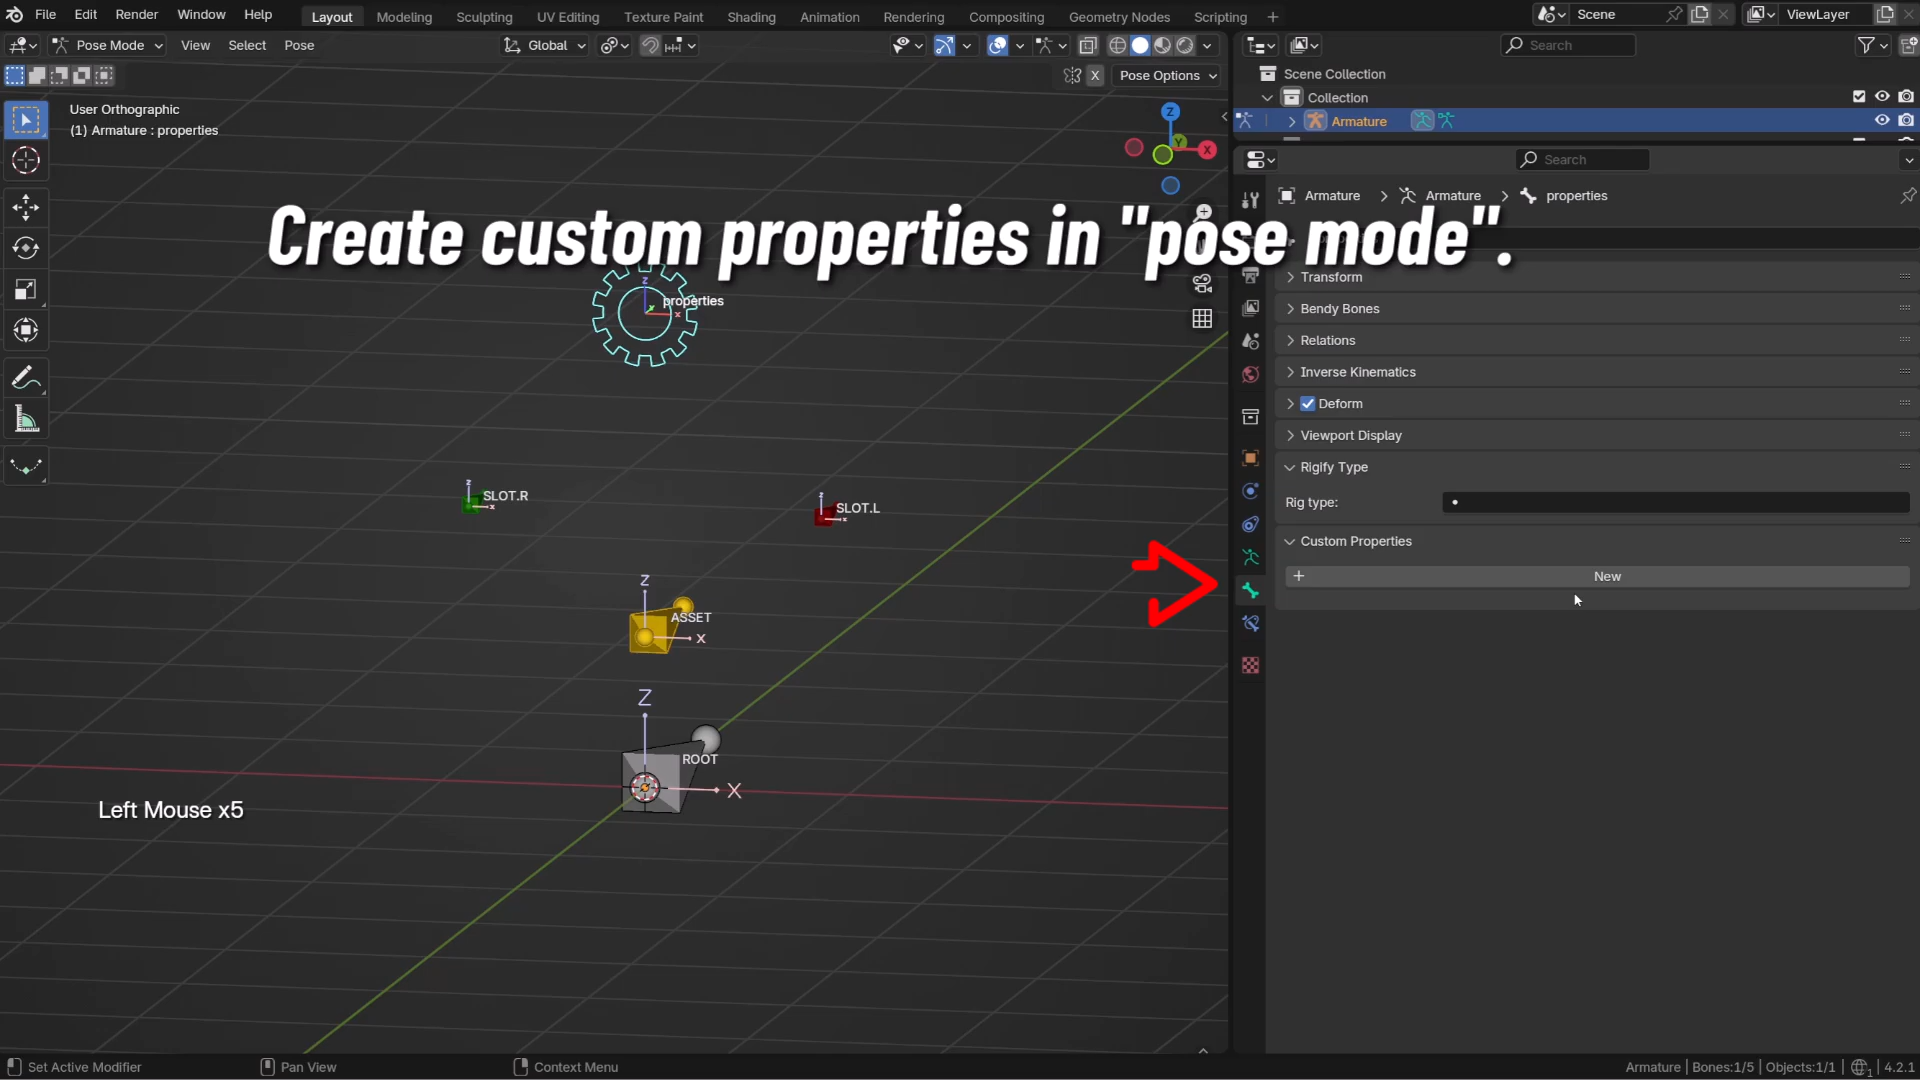 File Edit Render Window Help Layout Modeling Sculpting UV Editing Texture Paint Shading Animation Rendering Compositing Geometry Nodes Scripting + Scene ViewLayer
Pose Mode View Select Pose Global Search
X Pose Options Scene Collection
Collection
User Orthographic
(1) Armature : properties
Armature
Search
Z
Y
X
Armature > Armature > properties
Create custom properties in "pose mode".
Transform
z
properties
x
Bendy Bones
Relations
Inverse Kinematics
Deform
Viewport Display
Rigify Type
Rig type:
z
SLOT.R
x
z
SLOT.L
x
Custom Properties
+ New
Z
ASSET
X
Z
ROOT
X
Left Mouse x5
Set Active Modifier Pan View Context Menu Armature | Bones:1/5 | Objects:1/1 | 1 | 4.2.1